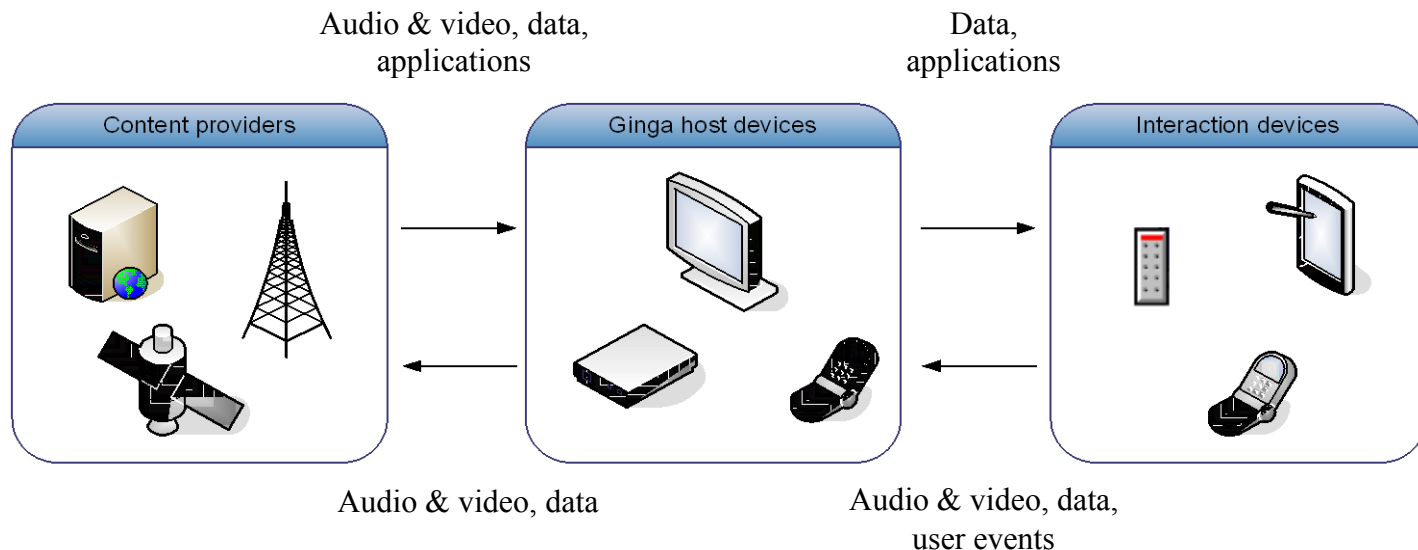 Audio & video, data,
applications
Data,
applications
Content providers
Ginga host devices
Interaction devices
Audio & video, data
Audio & video, data,
user events